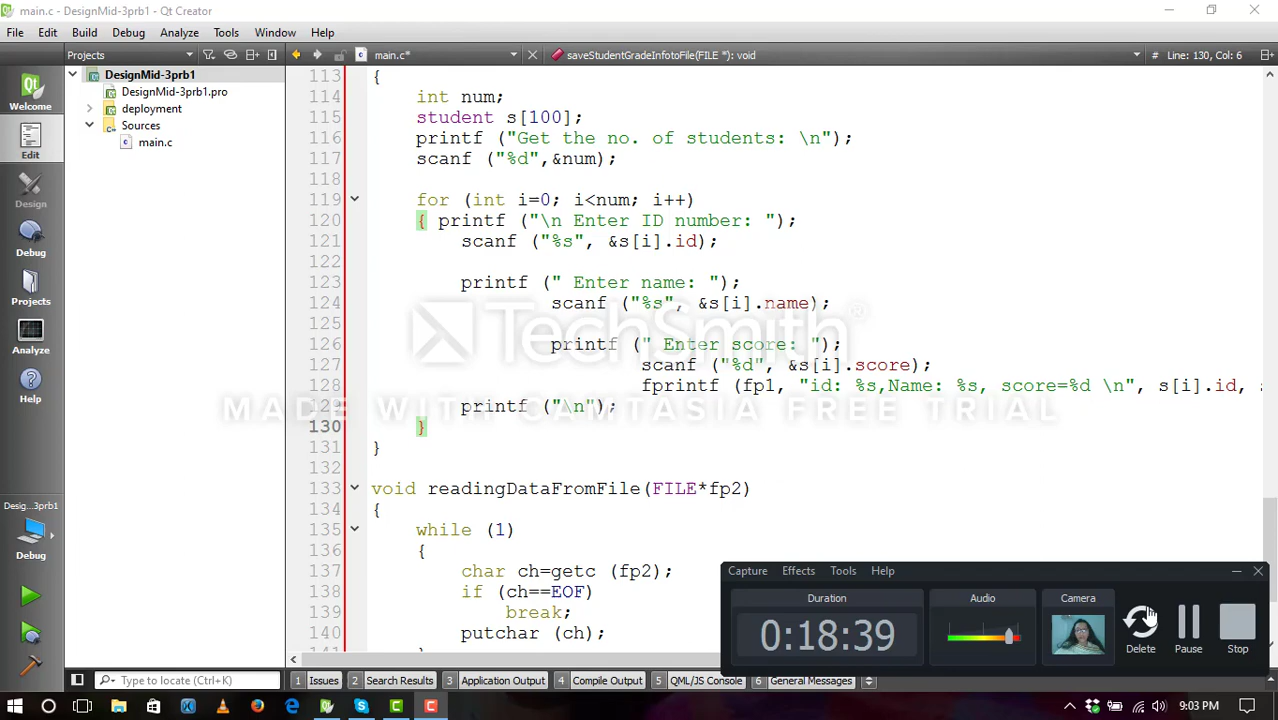 main.c - DesignMid-3prb1 - Qt Creator
File Edit Build Debug Analyze Tools Window Help
Projects main.c* saveStudentGradeInfotoFile(FILE *): void # Line: 130, Col: 6
DesignMid-3prb1
DesignMid-3prb1.pro
deployment
Sources
main.c
Welcome
Edit
Design
Debug
Projects
Analyze
Help
Desig...3prb1
Debug
113 {
114 int num;
115 student s[100];
116 printf ("Get the no. of students: \n");
117 scanf ("%d",&num);
118
119 for (int i=0; i<num; i++)
120 { printf ("\n Enter ID number: ");
121 scanf ("%s", &s[i].id);
122
123 printf (" Enter name: ");
124 scanf ("%s", &s[i].name);
125
126 printf (" Enter score: ");
127 scanf ("%d", &s[i].score);
128 fprintf (fp1, "id: %s,Name: %s, score=%d \n", s[i].id, s
129 printf ("\n");
130 }
131 }
132
133 void readingDataFromFile(FILE*fp2)
134 {
135 while (1)
136 {
137 char ch=getc (fp2);
138 if (ch==EOF)
139 break;
140 putchar (ch);
141
TechSmith®
MADE WITH CAMTASIA FREE TRIAL
Capture Effects Tools Help
Duration Audio Camera
0:18:39
Delete Pause Stop
Type to locate (Ctrl+K) 1 Issues 2 Search Results 3 Application Output 4 Compile Output 5 QML/JS Console 6 General Messages
9:03 PM